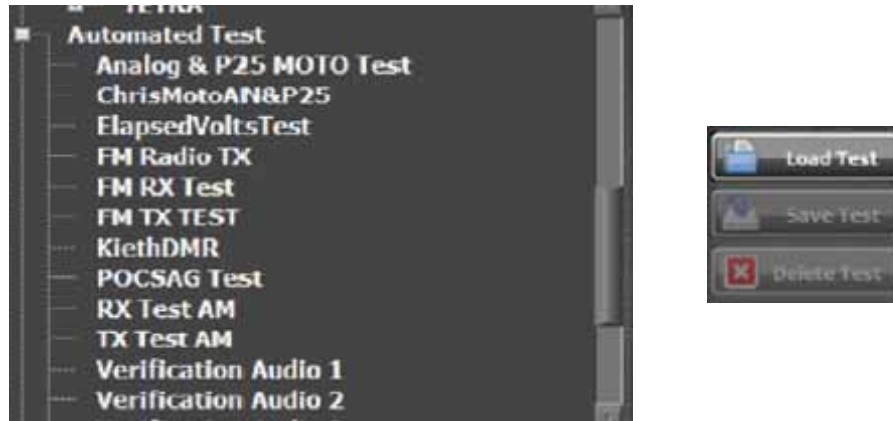 TETRA
Automated Test
Analog & P25 MOTO Test
ChrisMotoAN&P25
ElapsedVoltsTest
FM Radio TX
FM RX Test
FM TX TEST
KiethDMR
POCSAG Test
RX Test AM
TX Test AM
Verification Audio 1
Verification Audio 2
Load Test
Save Test
Delete Test